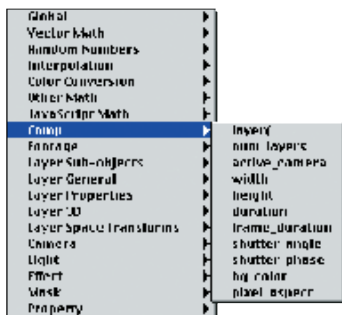 Global
Vector Math
Random Numbers
Interpolation
Color Conversion
Other Math
JavaScript Math
Comp
Footage
Layer Sub-objects
Layer General
Layer Properties
Layer 3D
Layer Space Transforms
Camera
Light
Effect
Mask
Property
layer(
num_layers
active_camera
width
height
duration
frame_duration
shutter_angle
shutter_phase
bg_color
pixel_aspect